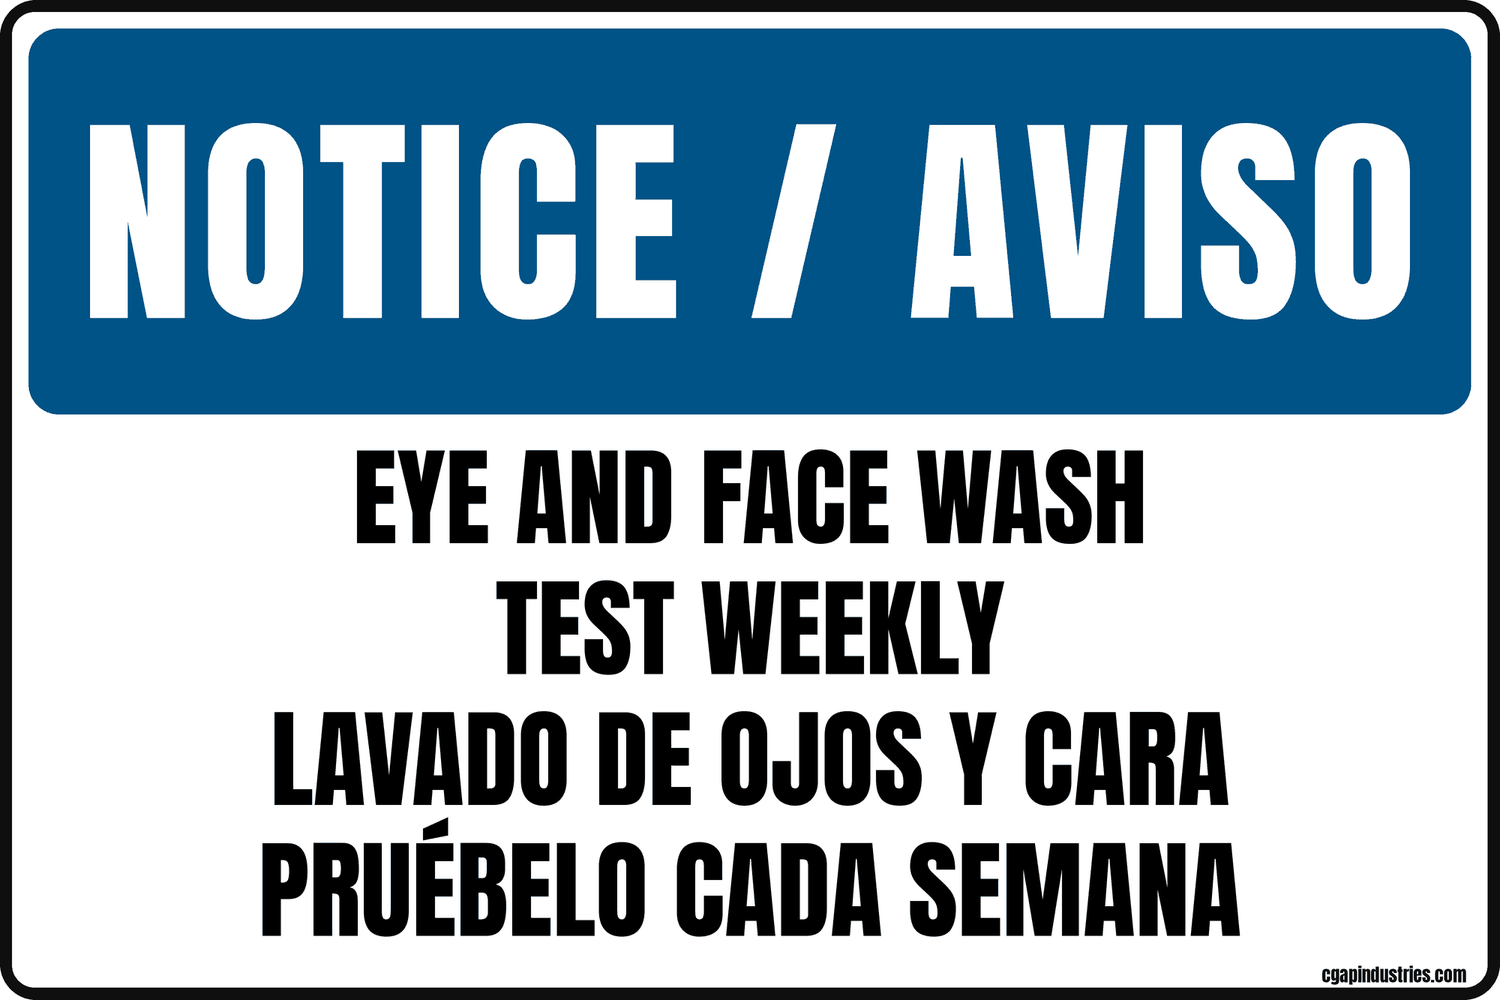 NOTICE / AVISO
EYE AND FACE WASH
TEST WEEKLY
LAVADO DE OJOS Y CARA
PRUÉBELO CADA SEMANA
cgapindustries.com